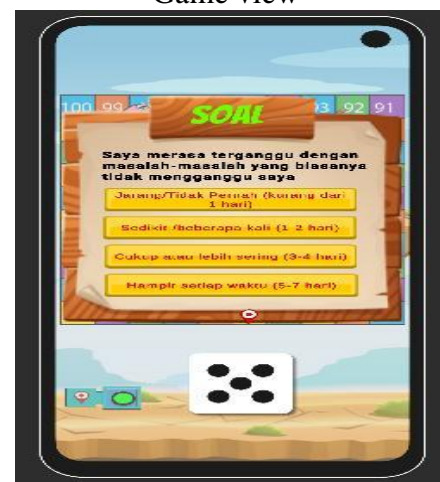 Game view
100 99 93 92 91
SOAL
Saya merasa terganggu dengan
masalah-masalah yang biasanya
tidak mengganggu saya
Jarang/Tidak Pernah (kurang dari
1 hari)
Sedikit /beberapa kali (1-2 hari)
Cukup atau lebih sering (3-4 hari)
Hampir setiap waktu (5-7 hari)